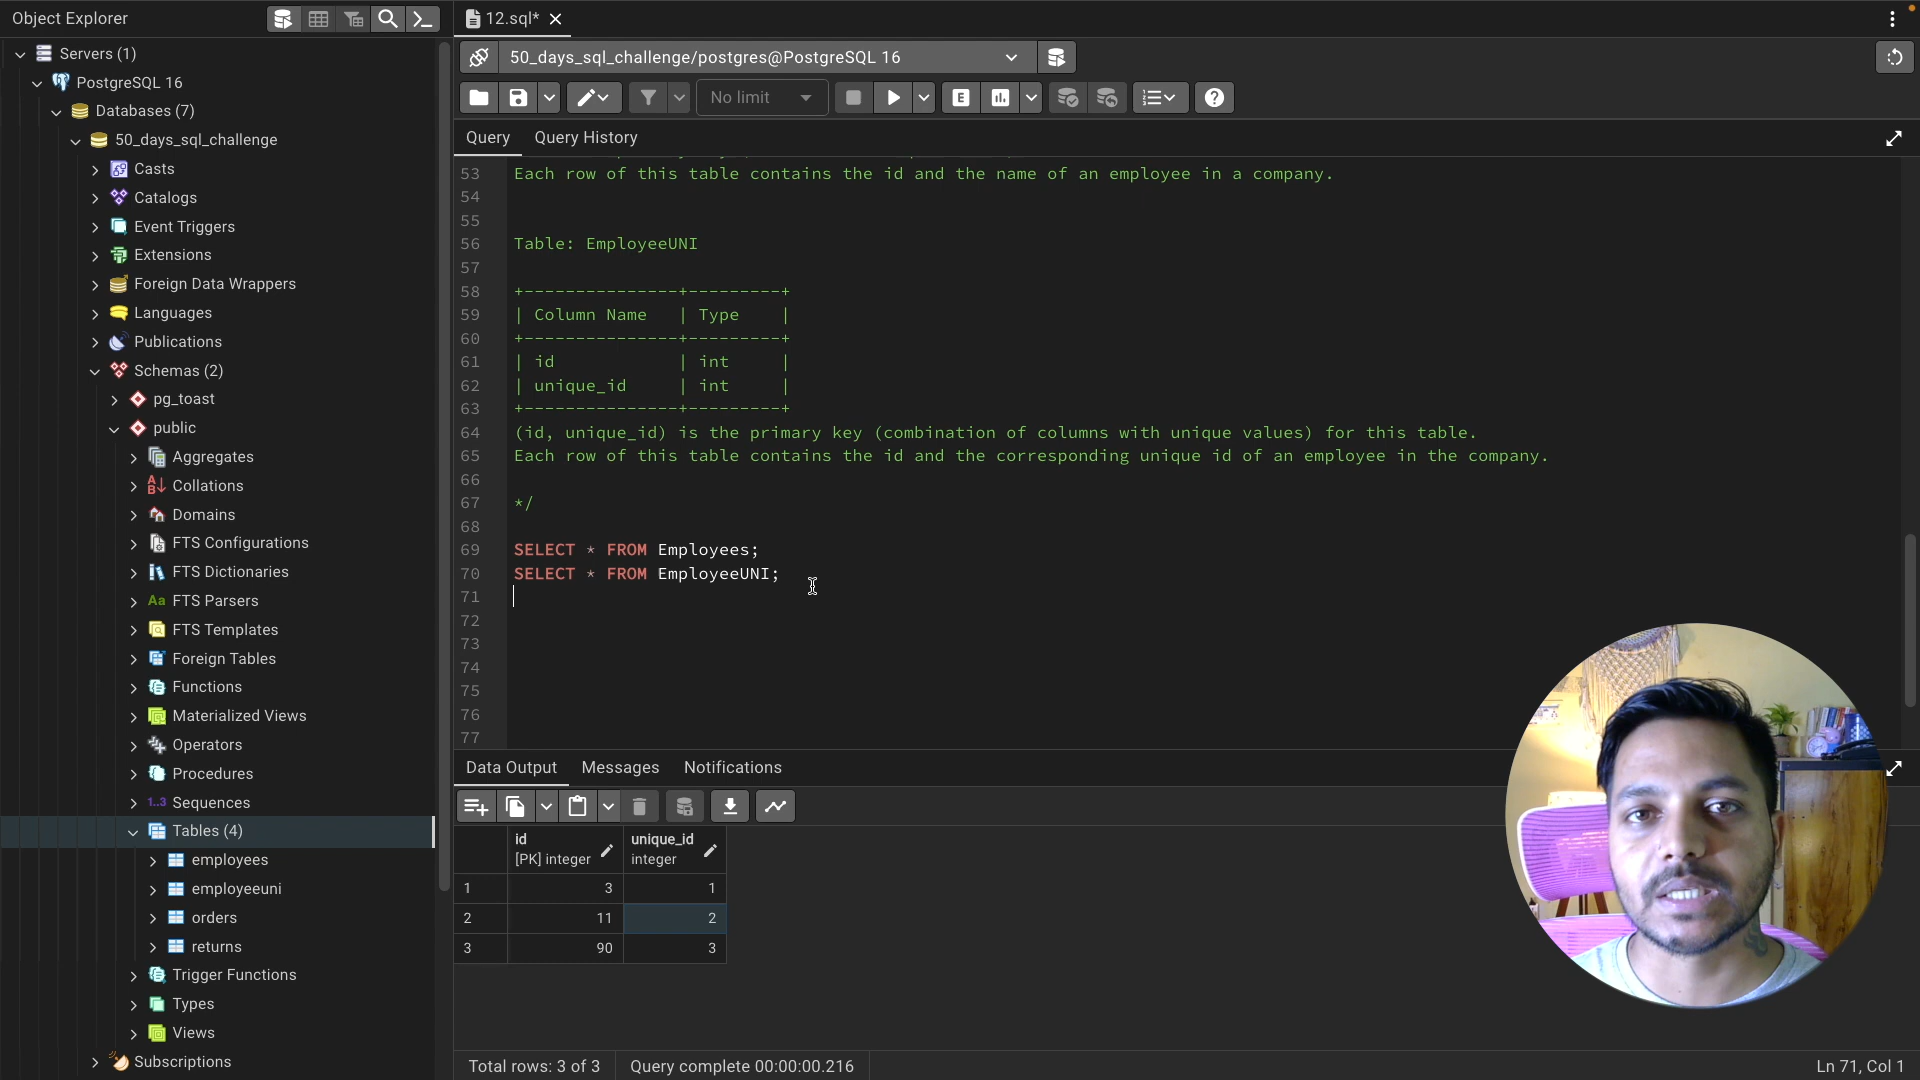 Object Explorer
12.sql*
Servers (1)
PostgreSQL 16
Databases (7)
50_days_sql_challenge
Casts
Catalogs
Event Triggers
Extensions
Foreign Data Wrappers
Languages
Publications
Schemas (2)
pg_toast
public
Aggregates
Collations
Domains
FTS Configurations
FTS Dictionaries
Aa FTS Parsers
FTS Templates
Foreign Tables
Functions
Materialized Views
Operators
Procedures
1..3 Sequences
Tables (4)
employees
employeeuni
orders
returns
Trigger Functions
Types
Views
Subscriptions
50_days_sql_challenge/postgres@PostgreSQL 16
No limit
E
Query Query History
53 Each row of this table contains the id and the name of an employee in a company.
54
55
56 Table: EmployeeUNI
57
58 +---------------+---------+
59 | Column Name   | Type    |
60 +---------------+---------+
61 | id            | int     |
62 | unique_id     | int     |
63 +---------------+---------+
64 (id, unique_id) is the primary key (combination of columns with unique values) for this table.
65 Each row of this table contains the id and the corresponding unique id of an employee in the company.
66
67 */
68
69 SELECT * FROM Employees;
70 SELECT * FROM EmployeeUNI;
71
72
73
74
75
76
77
Data Output Messages Notifications
id unique_id
[PK] integer integer
1 3 1
2 11 2
3 90 3
Total rows: 3 of 3 Query complete 00:00:00.216 Ln 71, Col 1